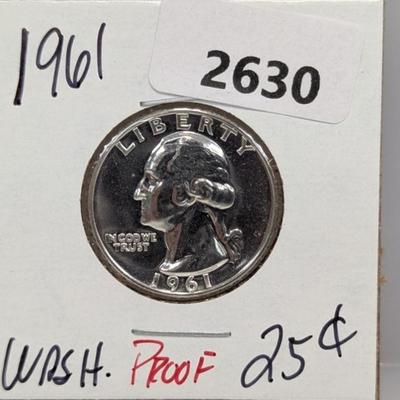 1961
2630
LIBERTY
IN GOD WE
TRUST
1961
WASH. PROOF 25¢